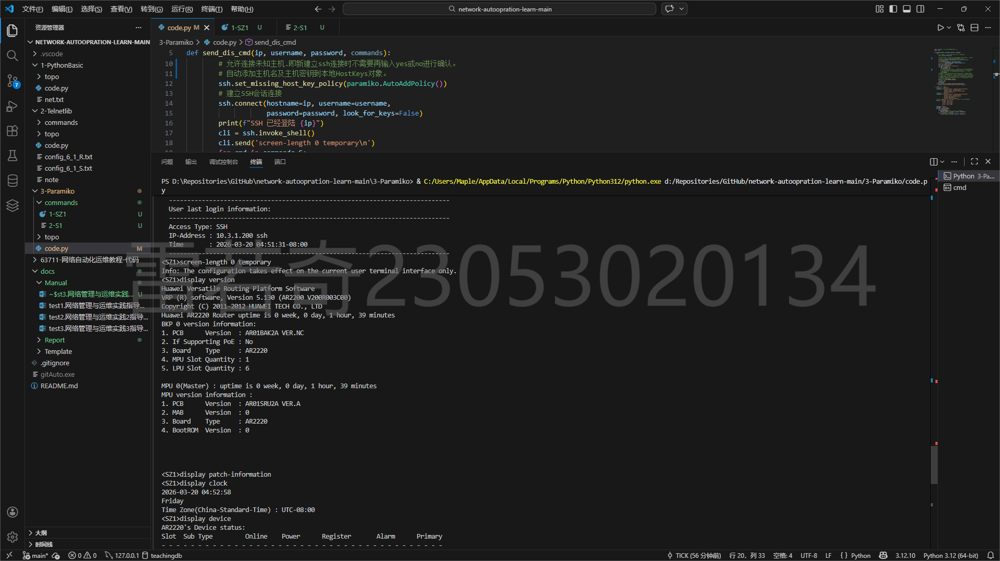 文件(F) 编辑(E) 选择(S) 查看(V) 转到(G) 运行(R) 终端(T) 帮助(H)
network-autoopration-learn-main
资源管理器
NETWORK-AUTOOPRATION-LEARN-MAIN
.vscode
1-PythonBasic
topo
code.py
net.txt
2-Telnetlib
commands
topo
code.py
config_6_1_R.txt
config_6_1_S.txt
note
3-Paramiko
commands
1-SZ1 U
2-S1 U
topo
code.py M
63711-网络自动化运维教程-代码
docs
Manual
~$st3.网络管理与运维实践... U
test1.网络管理与运维实践指导...
test2.网络管理与运维实践2指导...
test3.网络管理与运维实践3指导...
Report
Template
.gitignore
gitAuto.exe
README.md
大纲
时间线
7
code.py M
1-SZ1 U
2-S1 U
3-Paramiko > code.py > send_dis_cmd
5 def send_dis_cmd(ip, username, password, commands):
10 # 允许连接未知主机.即新建立ssh连接时不需要再输入yes或no进行确认。
11 # 自动添加主机名及主机密钥到本地HostKeys对象。
12 ssh.set_missing_host_key_policy(paramiko.AutoAddPolicy())
13 # 建立SSH会话连接
14 ssh.connect(hostname=ip, username=username,
15 password=password, look_for_keys=False)
16 print(f"SSH 已经登陆 {ip}")
17 cli = ssh.invoke_shell()
18 cli.send('screen-length 0 temporary\n')
问题 输出 调试控制台 终端 端口
PS D:\Repositories\GitHub\network-autoopration-learn-main\3-Paramiko> & C:/Users/Maple/AppData/Local/Programs/Python/Python312/python.exe d:/Repositories/GitHub/network-autoopration-learn-main/3-Paramiko/code.p
y
-----------------------------------------------------------------------------
User last login information:
-----------------------------------------------------------------------------
Access Type: SSH
IP-Address : 10.3.1.200 ssh
Time : 2026-03-20 04:51:31-08:00
-----------------------------------------------------------------------------
<SZ1>screen-length 0 temporary
Info: The configuration takes effect on the current user terminal interface only.
<SZ1>display version
Huawei Versatile Routing Platform Software
VRP (R) software, Version 5.130 (AR2200 V200R003C00)
Copyright (C) 2011-2012 HUAWEI TECH CO., LTD
Huawei AR2220 Router uptime is 0 week, 0 day, 1 hour, 39 minutes
BKP 0 version information:
1. PCB Version : AR01BAK2A VER.NC
2. If Supporting PoE : No
3. Board Type : AR2220
4. MPU Slot Quantity : 1
5. LPU Slot Quantity : 6
MPU 0(Master) : uptime is 0 week, 0 day, 1 hour, 39 minutes
MPU version information :
1. PCB Version : AR01SRU2A VER.A
2. MAB Version : 0
3. Board Type : AR2220
4. BootROM Version : 0
<SZ1>display patch-information
<SZ1>display clock
2026-03-20 04:52:58
Friday
Time Zone(China-Standard-Time) : UTC-08:00
<SZ1>display device
AR2220's Device status:
Slot Sub Type Online Power Register Alarm Primary
- - - - - - - - - - - - - - - - - - - - - - - - - - - - - - - - - - - - - - -
Python 3-Pa...
cmd
雷若奇23053020134
main* 0 0 127.0.0.1 teachingdb
TICK (56 分钟前) 行 20，列 33 空格: 4 UTF-8 LF { } Python 3.12.10 Python 3.12 (64-bit)